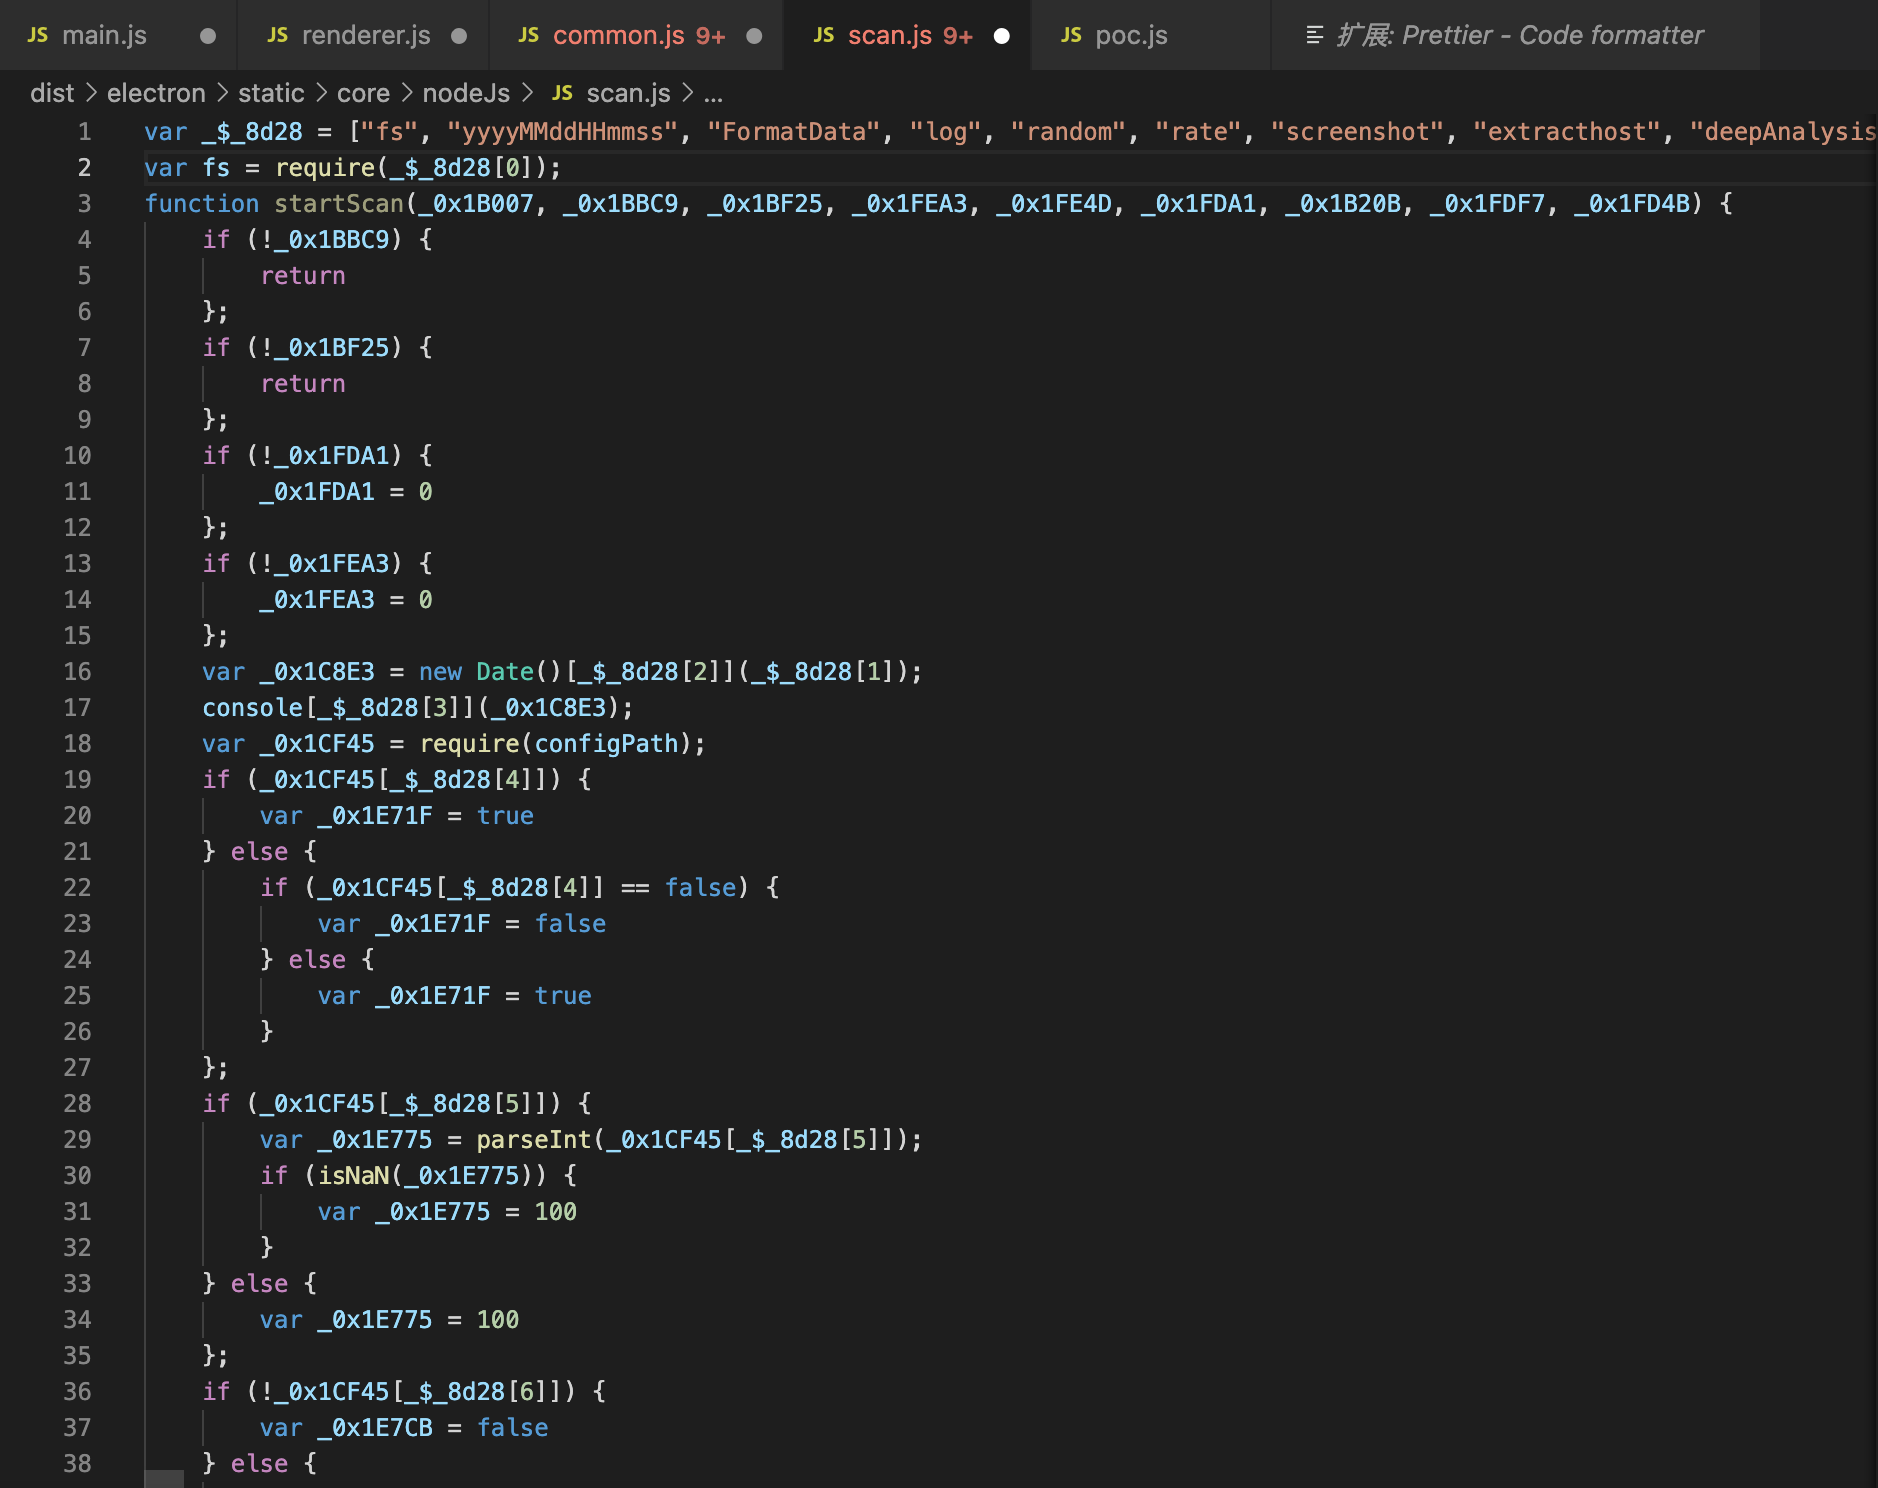 JS main.js ● JS renderer.js ● JS common.js 9+ ● JS scan.js 9+ ● JS poc.js 扩展: Prettier - Code formatter
dist > electron > static > core > nodeJs > JS scan.js > ...
1 var _$_8d28 = ["fs", "yyyyMMddHHmmss", "FormatData", "log", "random", "rate", "screenshot", "extracthost", "deepAnalysis
2 var fs = require(_$_8d28[0]);
3 function startScan(_0x1B007, _0x1BBC9, _0x1BF25, _0x1FEA3, _0x1FE4D, _0x1FDA1, _0x1B20B, _0x1FDF7, _0x1FD4B) {
4 if (!_0x1BBC9) {
5 return
6 };
7 if (!_0x1BF25) {
8 return
9 };
10 if (!_0x1FDA1) {
11 _0x1FDA1 = 0
12 };
13 if (!_0x1FEA3) {
14 _0x1FEA3 = 0
15 };
16 var _0x1C8E3 = new Date()[_$_8d28[2]](_$_8d28[1]);
17 console[_$_8d28[3]](_0x1C8E3);
18 var _0x1CF45 = require(configPath);
19 if (_0x1CF45[_$_8d28[4]]) {
20 var _0x1E71F = true
21 } else {
22 if (_0x1CF45[_$_8d28[4]] == false) {
23 var _0x1E71F = false
24 } else {
25 var _0x1E71F = true
26 }
27 };
28 if (_0x1CF45[_$_8d28[5]]) {
29 var _0x1E775 = parseInt(_0x1CF45[_$_8d28[5]]);
30 if (isNaN(_0x1E775)) {
31 var _0x1E775 = 100
32 }
33 } else {
34 var _0x1E775 = 100
35 };
36 if (!_0x1CF45[_$_8d28[6]]) {
37 var _0x1E7CB = false
38 } else {